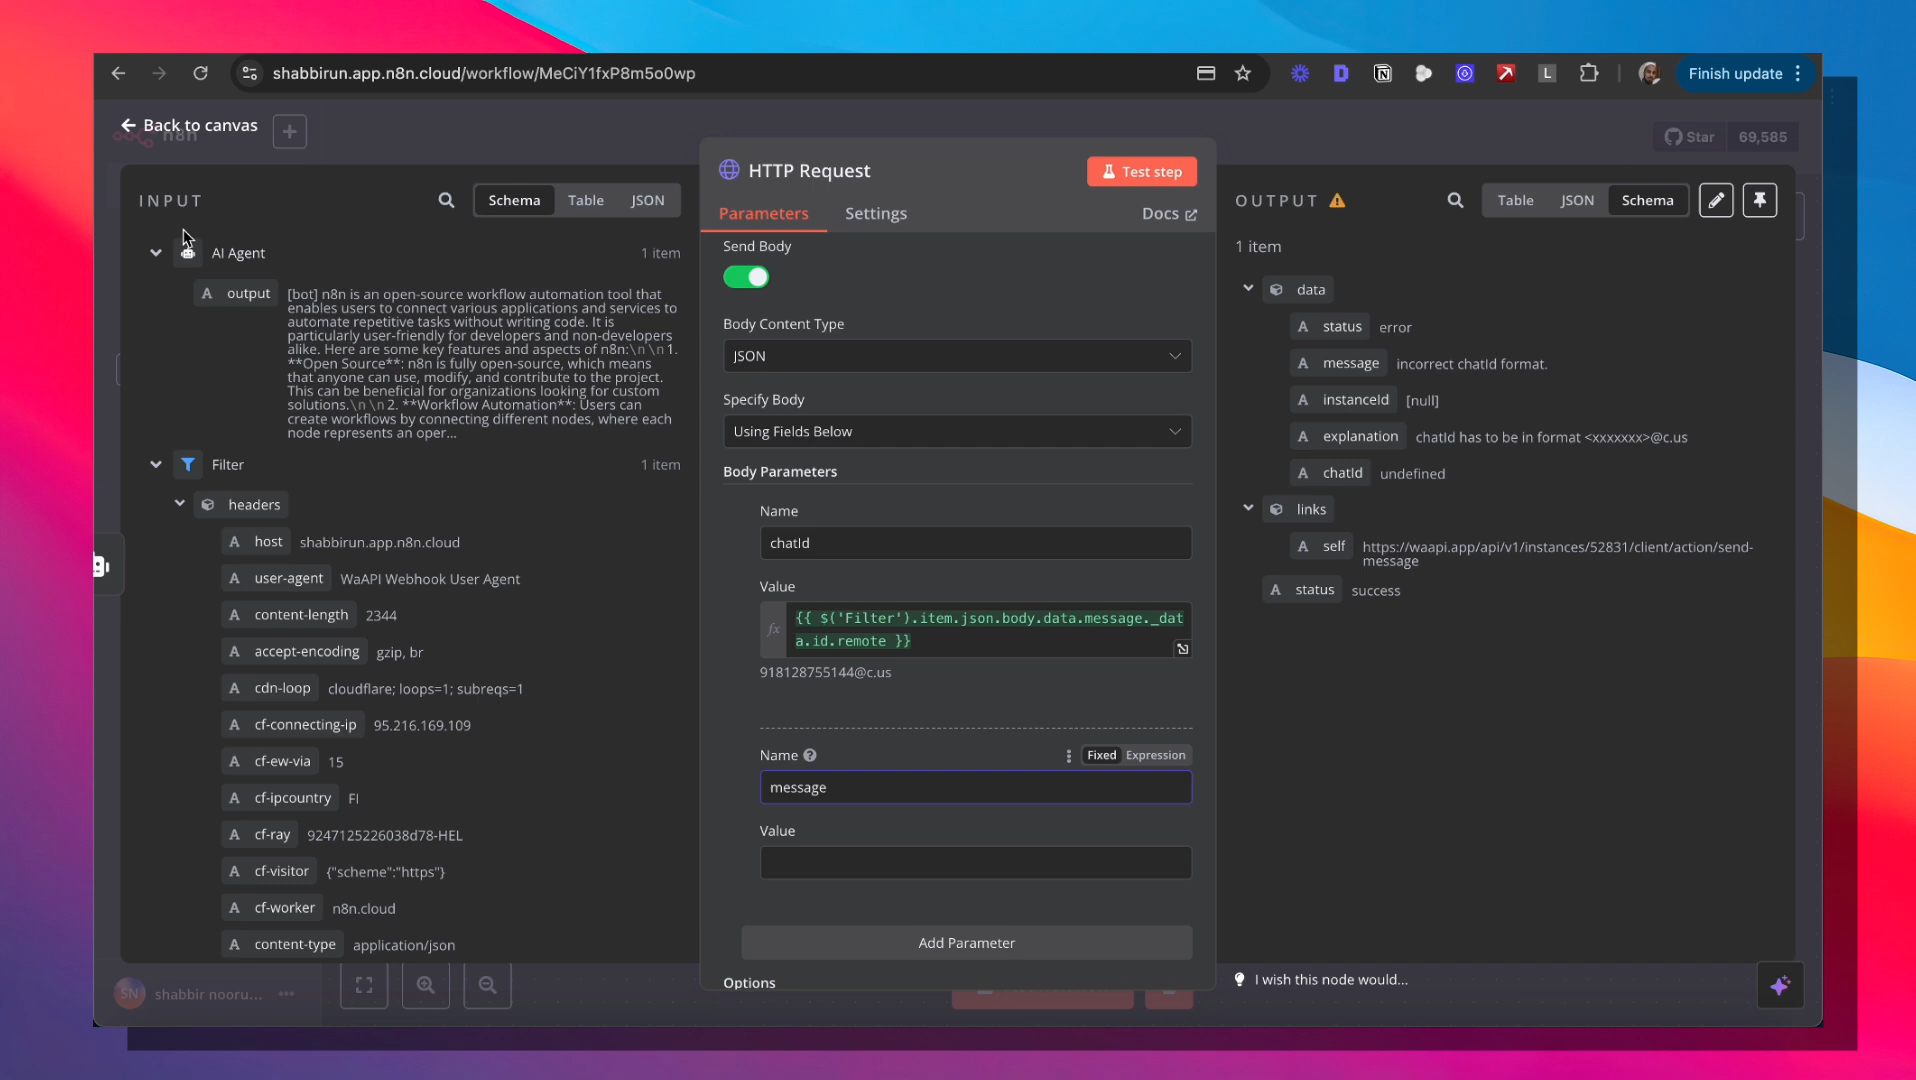 shabbirun.app.n8n.cloud/workflow/MeCiY1fxP8m5o0wp
L
Finish update
Back to canvas
n8n
Star
69,585
INPUT
Schema
Table
JSON
AI Agent
1 item
A
output
[bot] n8n is an open-source workflow automation tool that
enables users to connect various applications and services to
automate repetitive tasks without writing code. It is
particularly user-friendly for developers and non-developers
alike. Here are some key features and aspects of n8n:\n\n1.
**Open Source**: n8n is fully open-source, which means
that anyone can use, modify, and contribute to the project.
This can be beneficial for organizations looking for custom
solutions.\n\n2. **Workflow Automation**: Users can
create workflows by connecting different nodes, where each
node represents an oper...
Filter
1 item
headers
A host shabbirun.app.n8n.cloud
A user-agent WaAPI Webhook User Agent
A content-length 2344
A accept-encoding gzip, br
A cdn-loop cloudflare; loops=1; subreqs=1
A cf-connecting-ip 95.216.169.109
A cf-ew-via 15
A cf-ipcountry FI
A cf-ray 9247125226038d78-HEL
A cf-visitor {"scheme":"https"}
A cf-worker n8n.cloud
A content-type application/json
SN
shabbir nooru...
HTTP Request
Test step
Parameters
Settings
Docs
Send Body
Body Content Type
JSON
Specify Body
Using Fields Below
Body Parameters
Name
chatId
Value
fx
{{ $('Filter').item.json.body.data.message._dat
a.id.remote }}
918128755144@c.us
Name
Fixed
Expression
message
Value
Add Parameter
Options
OUTPUT
Table
JSON
Schema
1 item
data
A status error
A message incorrect chatId format.
A instanceId [null]
A explanation chatId has to be in format <xxxxxxx>@c.us
A chatId undefined
links
A self https://waapi.app/api/v1/instances/52831/client/action/send-
message
A status success
I wish this node would...